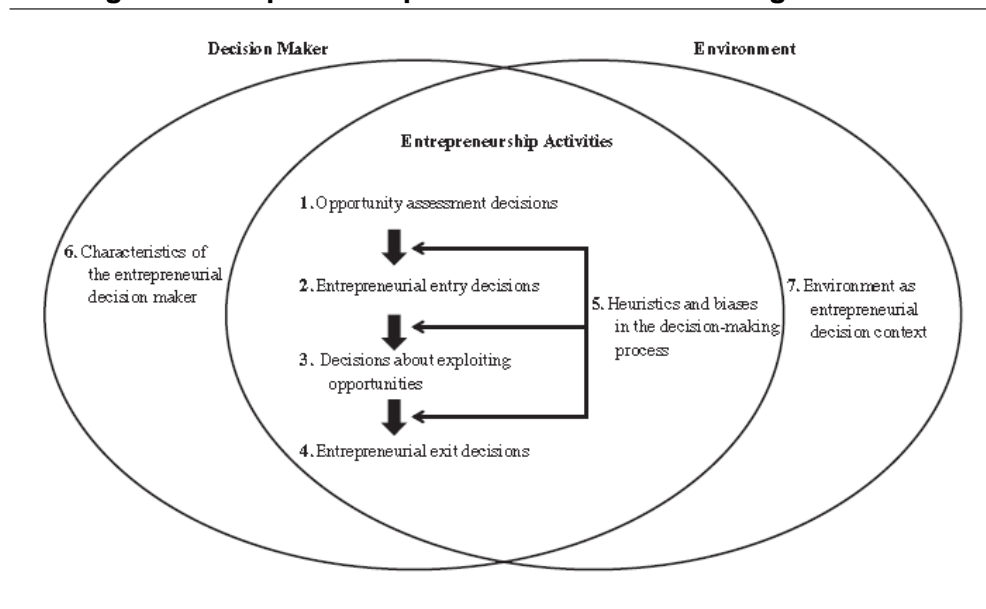 Decision Maker
Environment
Entrepreneurship Activities
1. Opportunity assessment decisions
6. Characteristics of
the entrepreneurial
decision maker
2. Entrepreneurial entry decisions
5. Heuristics and biases
in the decision-making
process
7. Environment as
entrepreneurial
decision context
3. Decisions about exploiting
opportunities
4. Entrepreneurial exit decisions